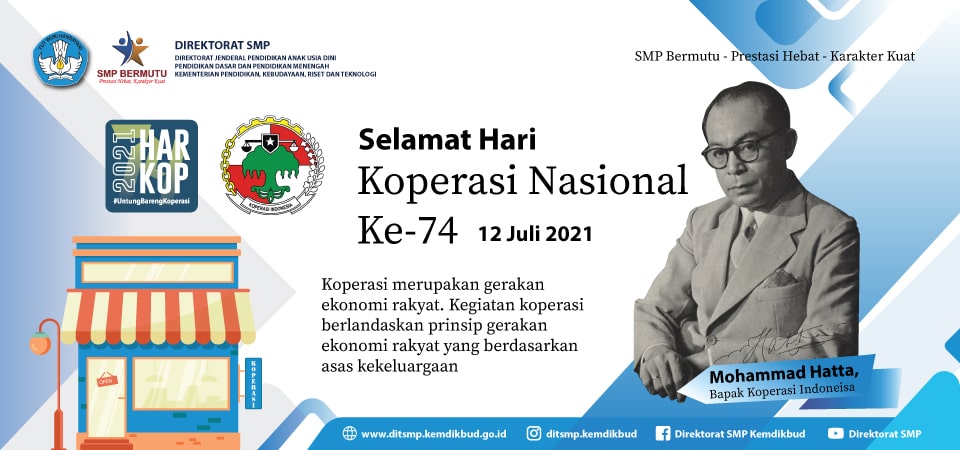 TUT WURI HANDAYANI
SMP BERMUTU
Prestasi Hebat, Karakter Kuat
DIREKTORAT SMP
DIREKTORAT JENDERAL PENDIDIKAN ANAK USIA DINI
PENDIDIKAN DASAR DAN PENDIDIKAN MENENGAH
KEMENTERIAN PENDIDIKAN, KEBUDAYAAN, RISET DAN TEKNOLOGI
SMP Bermutu - Prestasi Hebat - Karakter Kuat
2021
HAR
KOP
#UntungBarengKoperasi
KOPERASI INDONESIA
Selamat Hari
Koperasi Nasional
Ke-74 12 Juli 2021
Koperasi merupakan gerakan
ekonomi rakyat. Kegiatan koperasi
berlandaskan prinsip gerakan
ekonomi rakyat yang berdasarkan
asas kekeluargaan
OPEN
KOPERASI
Mohammad Hatta,
Bapak Koperasi Indoneisa
www.ditsmp.kemdikbud.go.id
ditsmp.kemdikbud
Direktorat SMP Kemdikbud
Direktorat SMP